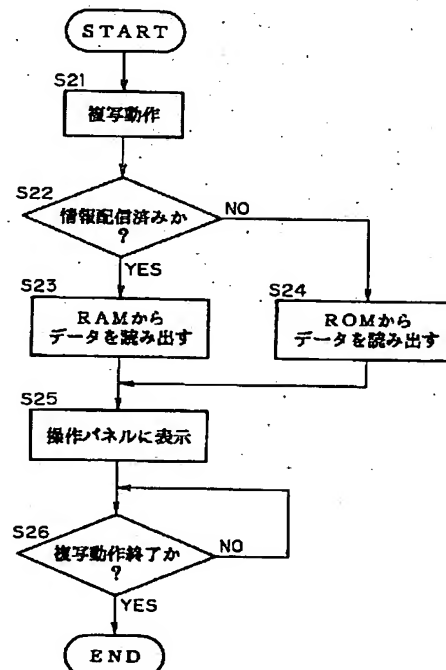 START
S21
複写動作
S22
情報配信済みか
?
NO
YES
S23
RAMから
データを読み出す
S24
ROMから
データを読み出す
S25
操作パネルに表示
S26
複写動作終了か
?
NO
YES
END